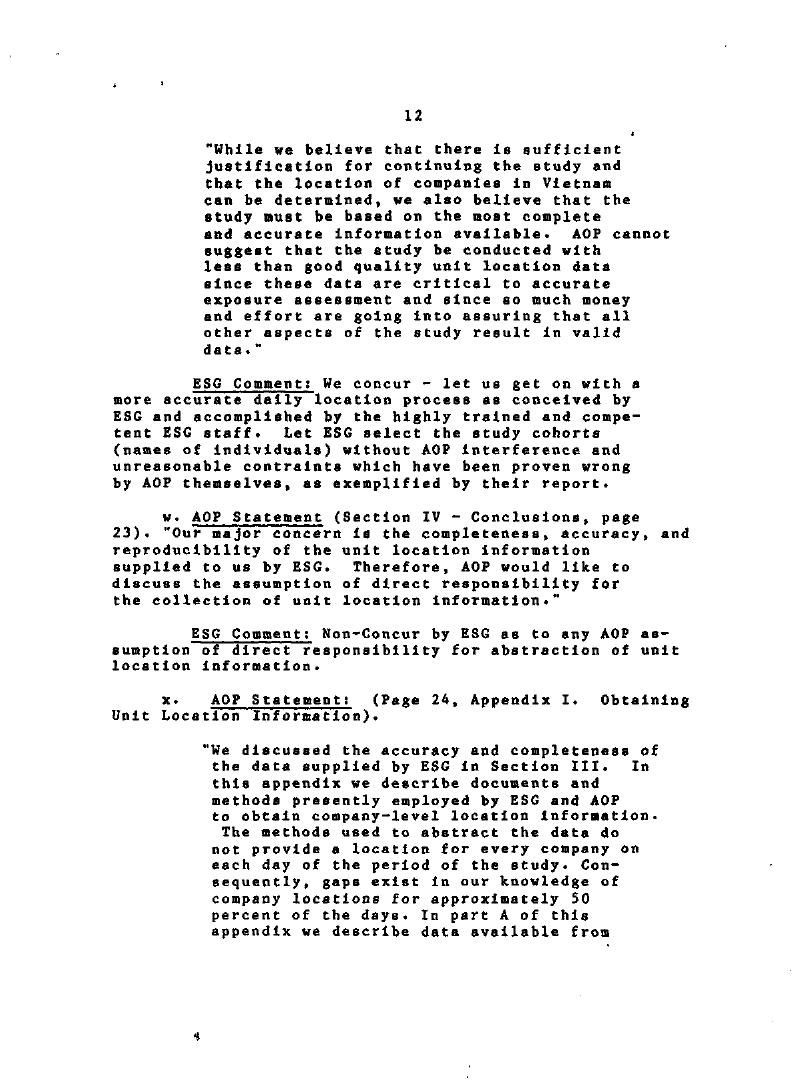 12
"While we believe that there is sufficient
justification for continuing the study and
that the location of companies in Vietnam
can be determined, we also believe that the
study must be based on the most complete
and accurate information available. AOP cannot
suggest that the study be conducted with
less than good quality unit location data
since these data are critical to accurate
exposure assessment and since so much money
and effort are going into assuring that all
other aspects of the study result in valid
data."
ESG Comment: We concur - let us get on with a
more accurate daily location process as conceived by
ESG and accomplished by the highly trained and compe-
tent ESG staff. Let ESG select the study cohorts
(names of individuals) without AOP interference and
unreasonable contraints which have been proven wrong
by AOP themselves, as exemplified by their report.
w. AOP Statement (Section IV - Conclusions, page
23). "Our major concern is the completeness, accuracy, and
reproducibility of the unit location information
supplied to us by ESG. Therefore, AOP would like to
discuss the assumption of direct responsibility for
the collection of unit location information."
ESG Comment: Non-Concur by ESG as to any AOP as-
sumption of direct responsibility for abstraction of unit
location information.
x. AOP Statement: (Page 24, Appendix I. Obtaining
Unit Location Information).
"We discussed the accuracy and completeness of
the data supplied by ESG in Section III. In
this appendix we describe documents and
methods presently employed by ESG and AOP
to obtain company-level location information.
The methods used to abstract the data do
not provide a location for every company on
each day of the period of the study. Con-
sequently, gaps exist in our knowledge of
company locations for approximately 50
percent of the days. In part A of this
appendix we describe data available from
4